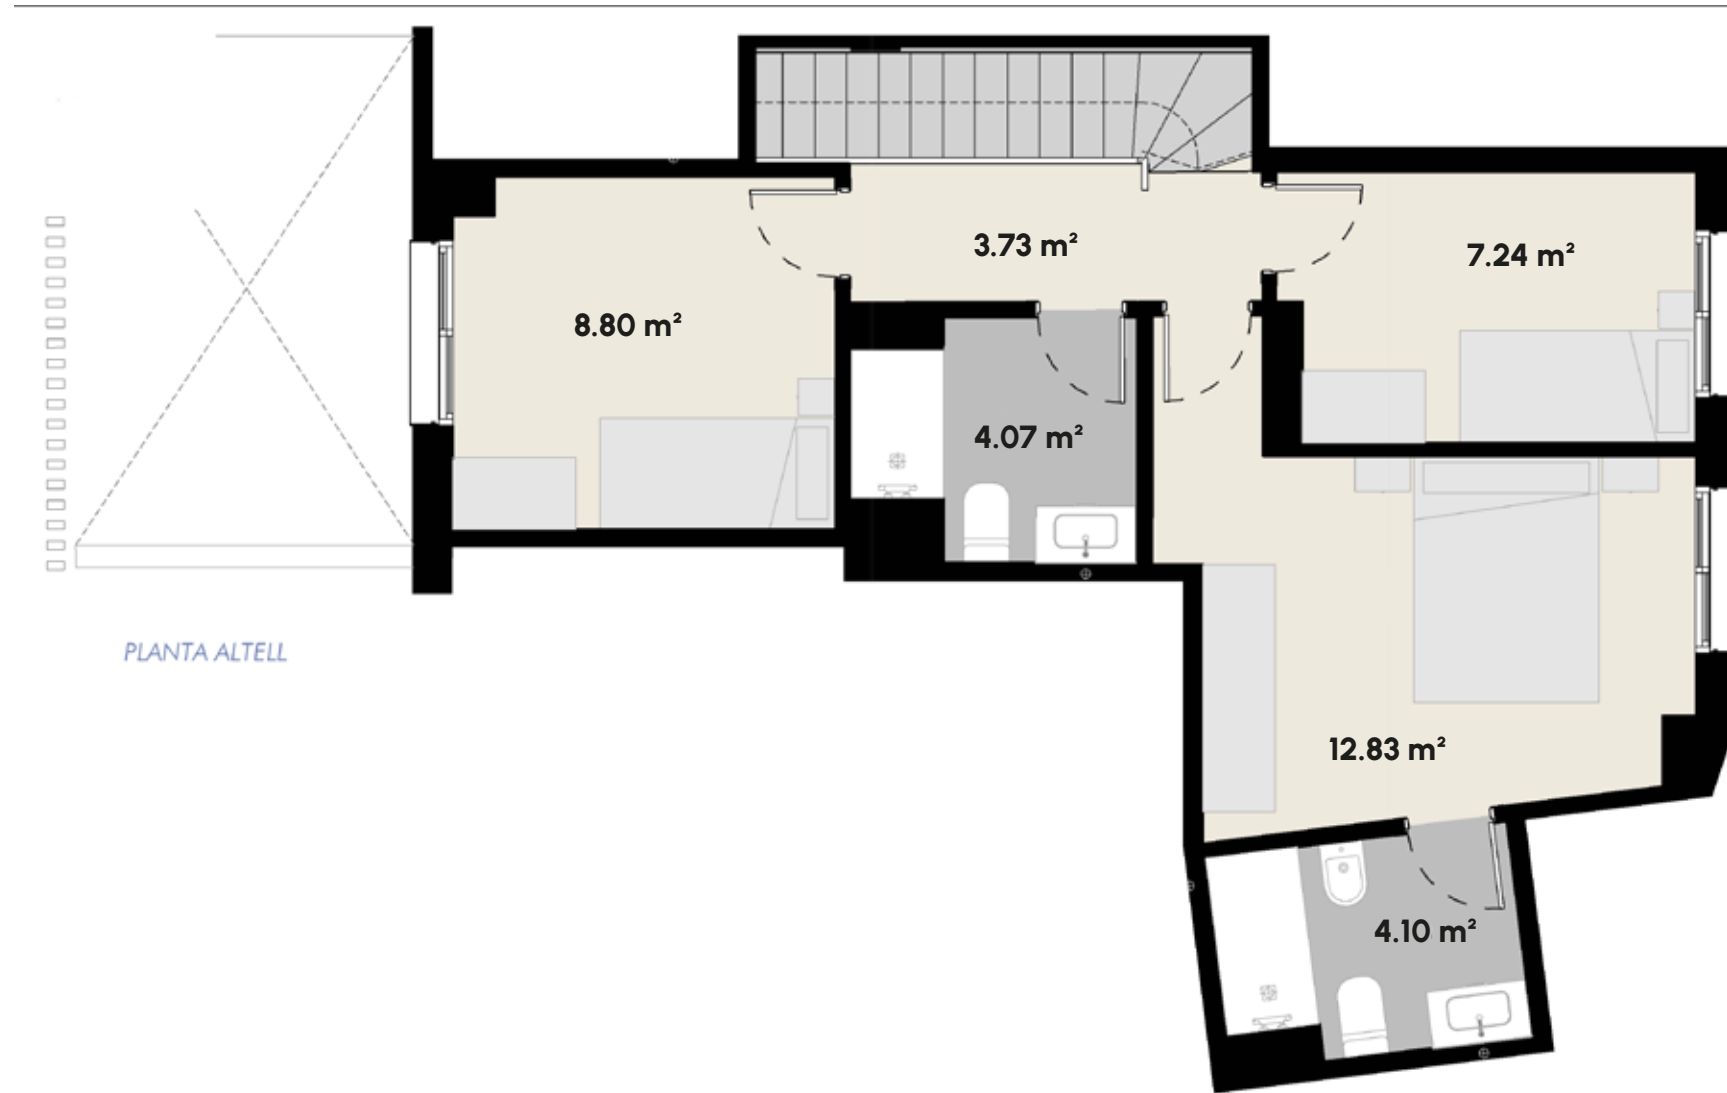 3.73 m²
7.24 m²
8.80 m²
4.07 m²
PLANTA ALTELL
12.83 m²
4.10 m²